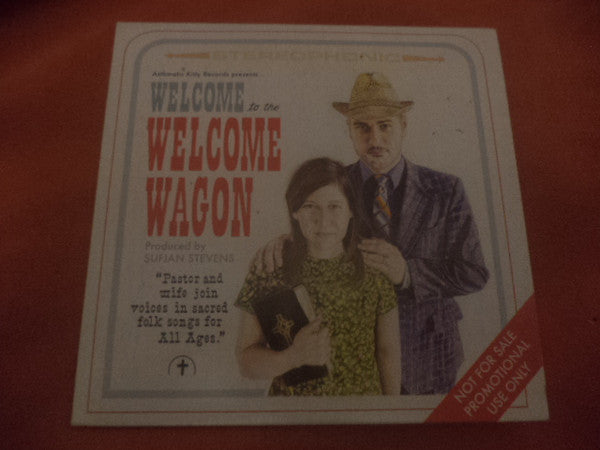 STEREOPHONIC
Asthmatic Kitty Records presents...
WELCOME
to the
WELCOME
WAGON
Produced by
SUFJAN STEVENS
"Pastor and
wife join
voices in sacred
folk songs for
All Ages."
NOT FOR SALE
PROMOTIONAL
USE ONLY